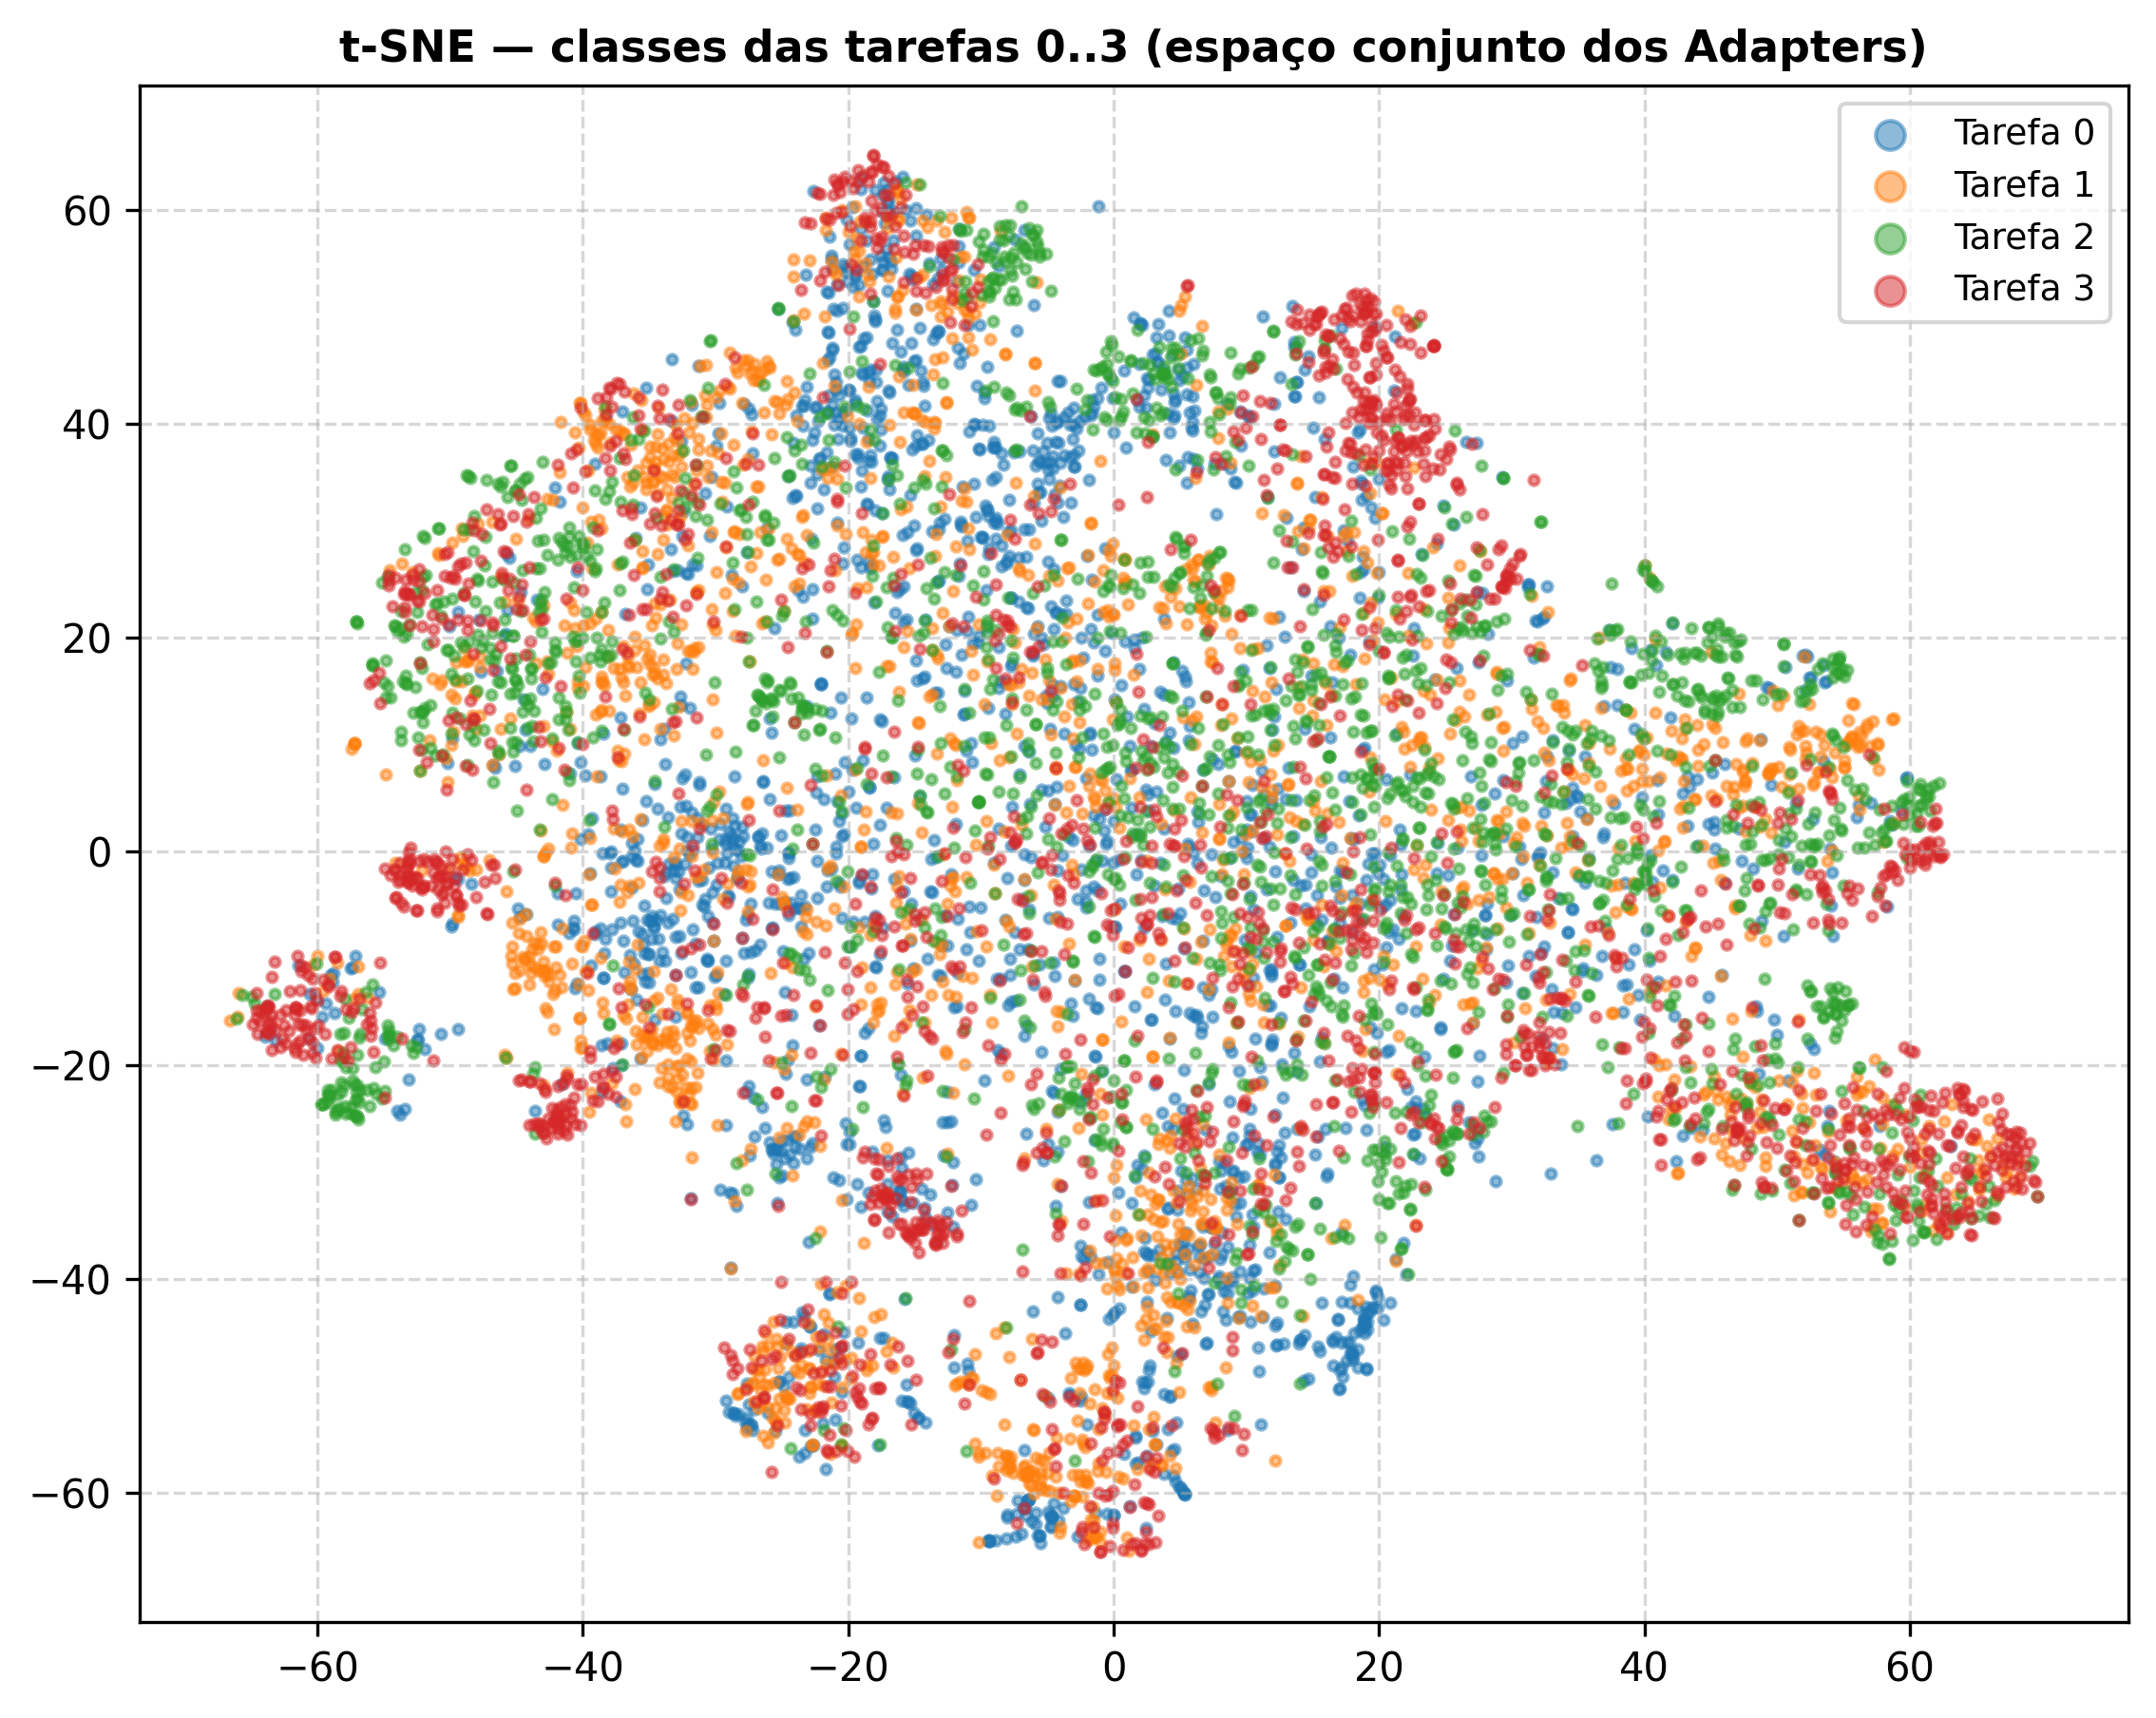 t-SNE — classes das tarefas 0..3 (espaço conjunto dos Adapters)
Tarefa 0
Tarefa 1
Tarefa 2
Tarefa 3
60
40
20
0
−20
−40
−60
−60 −40 −20 0 20 40 60